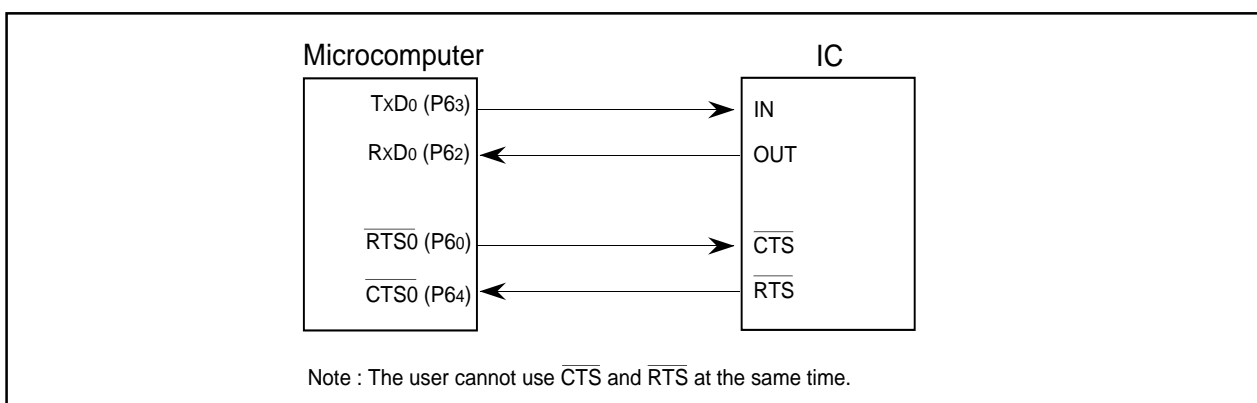 Microcomputer IC
TxD0 (P63) IN
RxD0 (P62) OUT
RTS0 (P60) CTS
CTS0 (P64) RTS
Note : The user cannot use CTS and RTS at the same time.